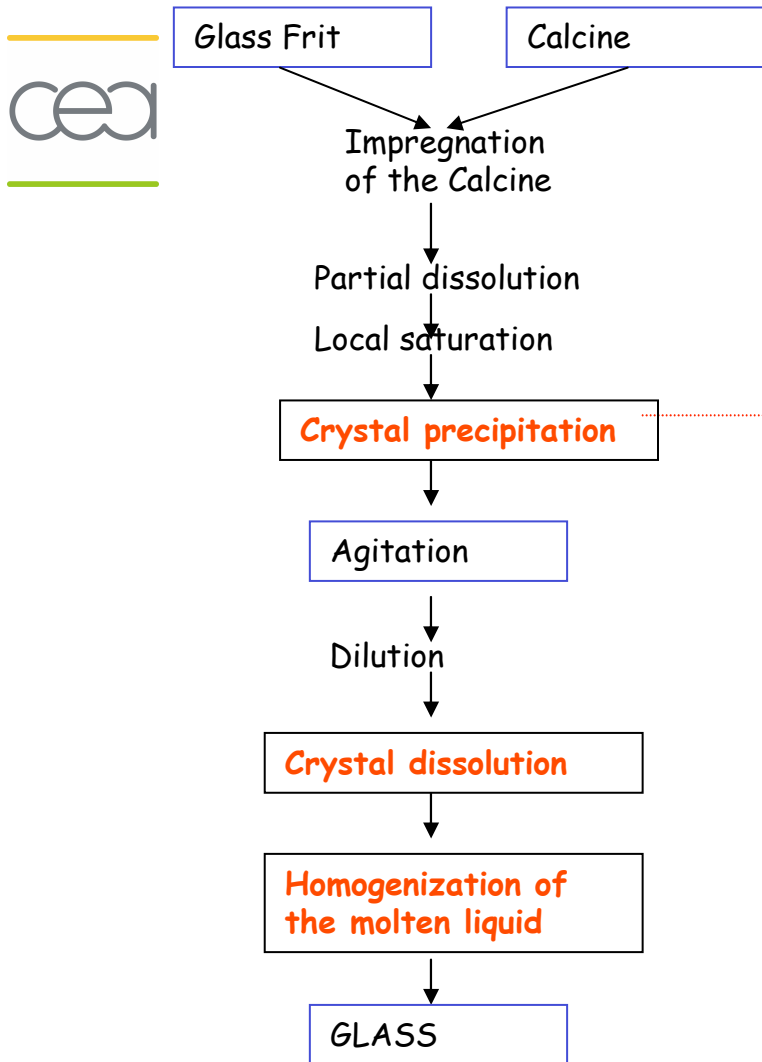 cea
Glass Frit
Calcine
Impregnation
of the Calcine
Partial dissolution
Local saturation
Crystal precipitation
Agitation
Dilution
Crystal dissolution
Homogenization of
the molten liquid
GLASS